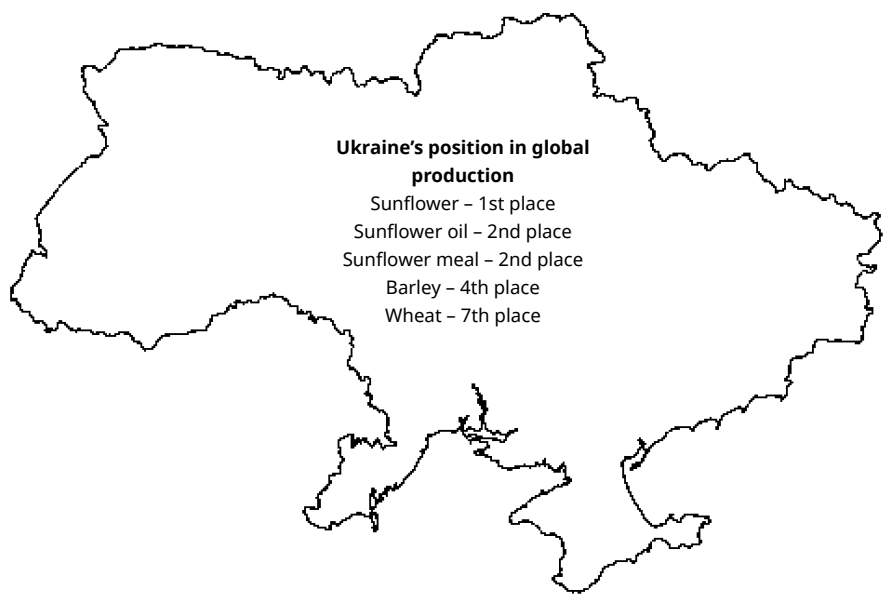 Ukraine’s position in global
production
Sunflower – 1st place
Sunflower oil – 2nd place
Sunflower meal – 2nd place
Barley – 4th place
Wheat – 7th place